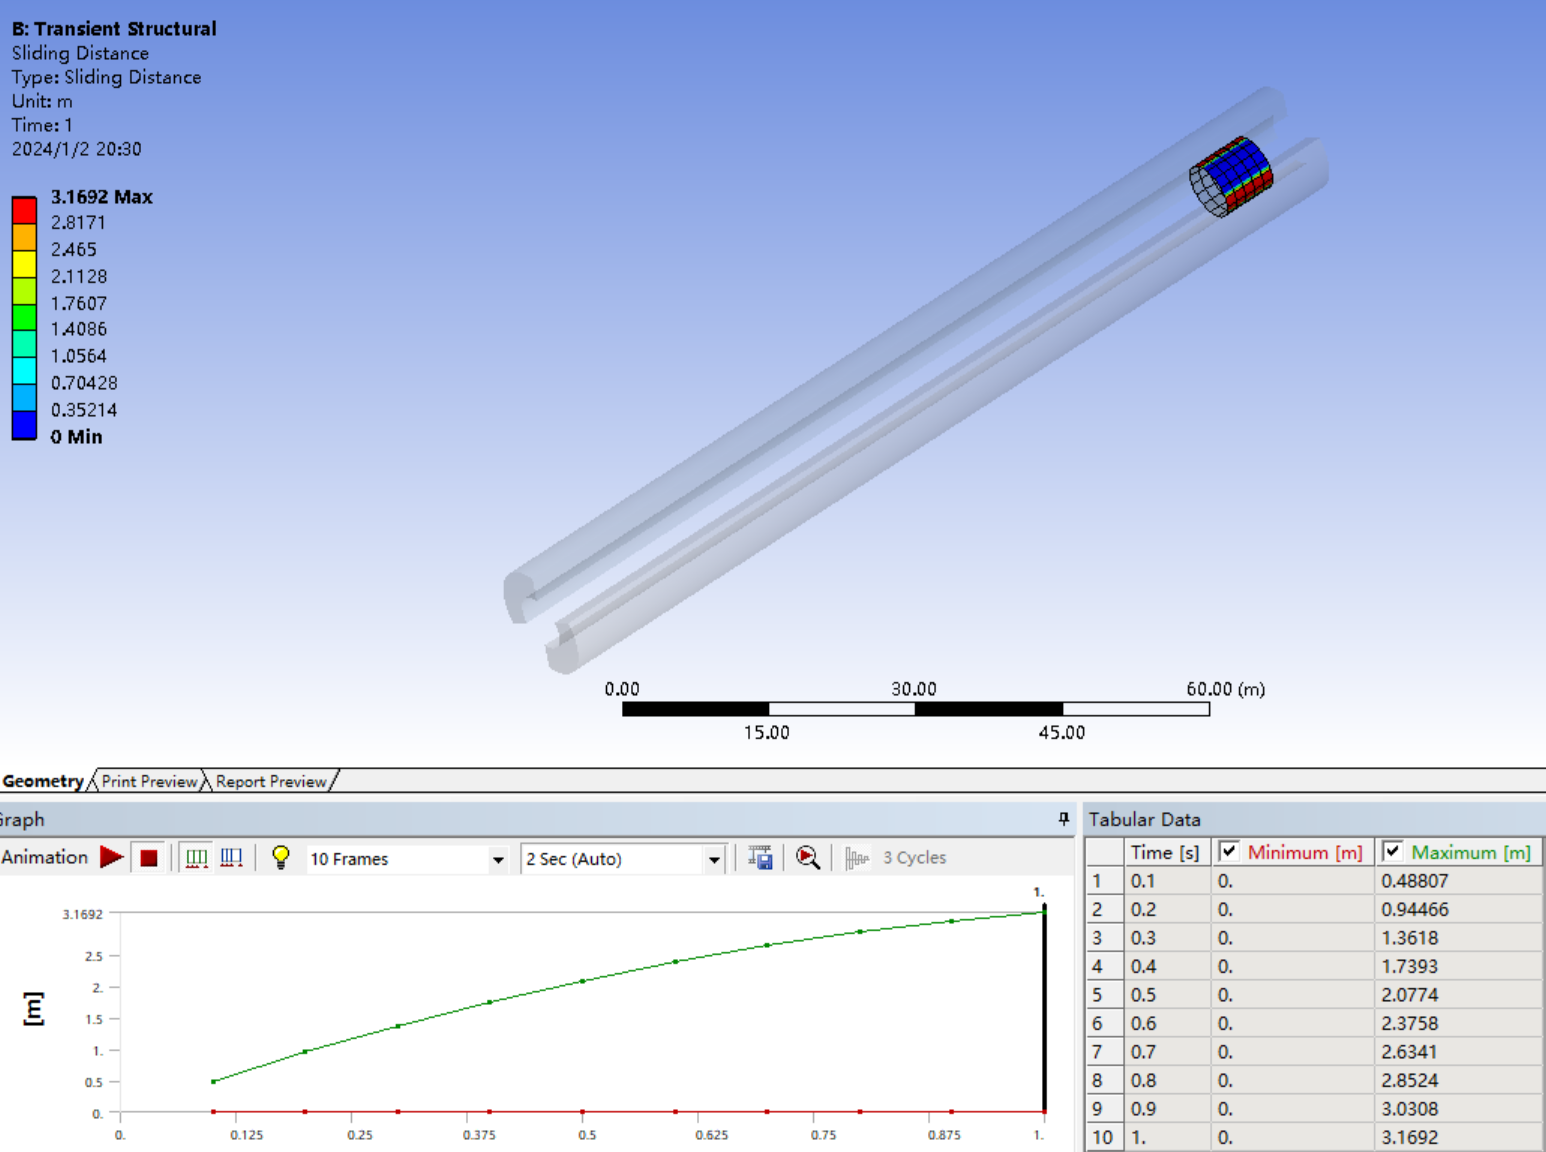 B: Transient Structural
Sliding Distance
Type: Sliding Distance
Unit: m
Time: 1
2024/1/2 20:30
3.1692 Max
2.8171
2.465
2.1128
1.7607
1.4086
1.0564
0.70428
0.35214
0 Min
0.00 30.00 60.00 (m)
15.00 45.00
Geometry Print Preview Report Preview
Graph
Animation 10 Frames 2 Sec (Auto) 3 Cycles
1.
3.1692
2.5
2.
1.5
1.
0.5
0.
[m]
0. 0.125 0.25 0.375 0.5 0.625 0.75 0.875 1.
Tabular Data
Time [s] Minimum [m] Maximum [m]
1 0.1 0. 0.48807
2 0.2 0. 0.94466
3 0.3 0. 1.3618
4 0.4 0. 1.7393
5 0.5 0. 2.0774
6 0.6 0. 2.3758
7 0.7 0. 2.6341
8 0.8 0. 2.8524
9 0.9 0. 3.0308
10 1. 0. 3.1692